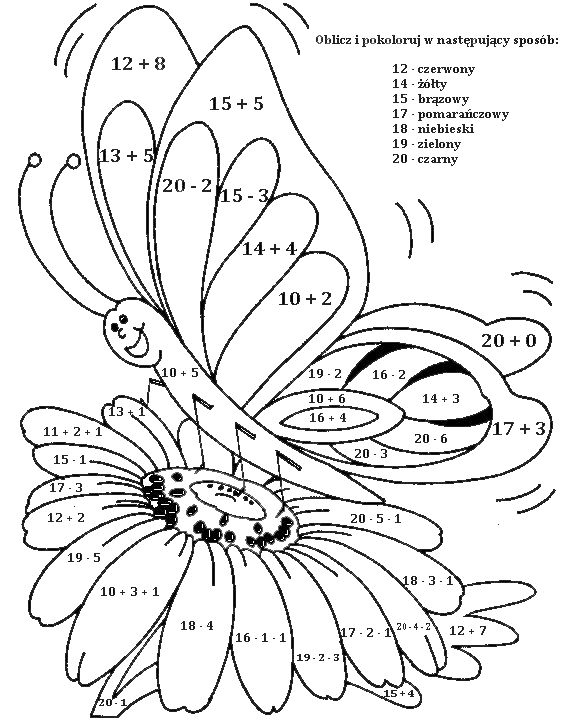 Oblicz i pokoloruj w następujący sposób:
12 - czerwony
14 - żółty
15 - brązowy
17 - pomarańczowy
18 - niebieski
19 - zielony
20 - czarny
12 + 8
15 + 5
13 + 5
20 - 2
15 - 3
14 + 4
10 + 2
20 + 0
19 - 2
16 - 2
10 + 5
10 + 6
14 + 3
16 + 4
13 + 1
17 + 3
11 + 2 + 1
20 - 6
20 - 3
15 - 1
17 - 3
12 + 2
20 - 5 - 1
19 - 5
18 - 3 - 1
10 + 3 + 1
18 - 4
16 - 1 - 1
17 - 2 - 1
20 - 4 - 2
12 + 7
19 - 2 - 3
15 + 4
20 - 1